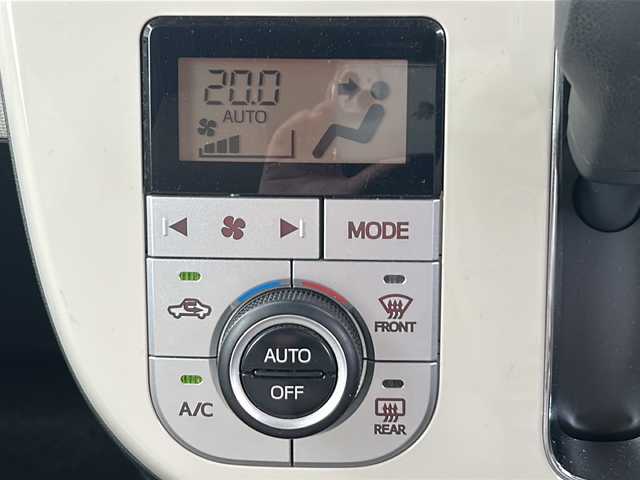 20.0
AUTO
MODE
FRONT
AUTO
OFF
A/C
REAR